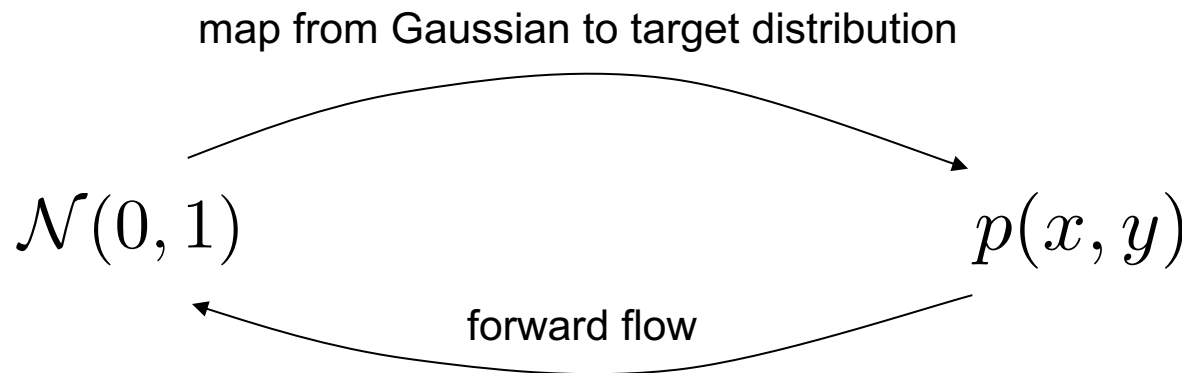 map from Gaussian to target distribution
𝒩(0, 1)
p(x, y)
forward flow